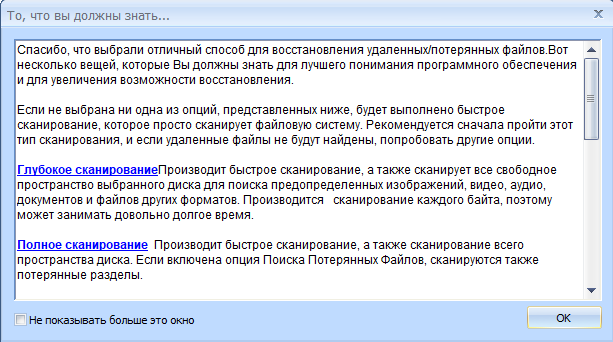 То, что вы должны знать...
Спасибо, что выбрали отличный способ для восстановления удаленных/потерянных файлов.Вот
несколько вещей, которые Вы должны знать для лучшего понимания программного обеспечения
и для увеличения возможности восстановления.
Если не выбрана ни одна из опций, представленных ниже, будет выполнено быстрое
сканирование, которое просто сканирует файловую систему. Рекомендуется сначала пройти этот
тип сканирования, и если удаленные файлы не будут найдены, попробовать другие опции.
Глубокое сканированиеПроизводит быстрое сканирование, а также сканирует все свободное
пространство выбранного диска для поиска предопределенных изображений, видео, аудио,
документов и файлов других форматов. Производится сканирование каждого байта, поэтому
может занимать довольно долгое время.
Полное сканирование Производит быстрое сканирование, а также сканирование всего
пространства диска. Если включена опция Поиска Потерянных Файлов, сканируются также
потерянные разделы.
Не показывать больше это окно
OK